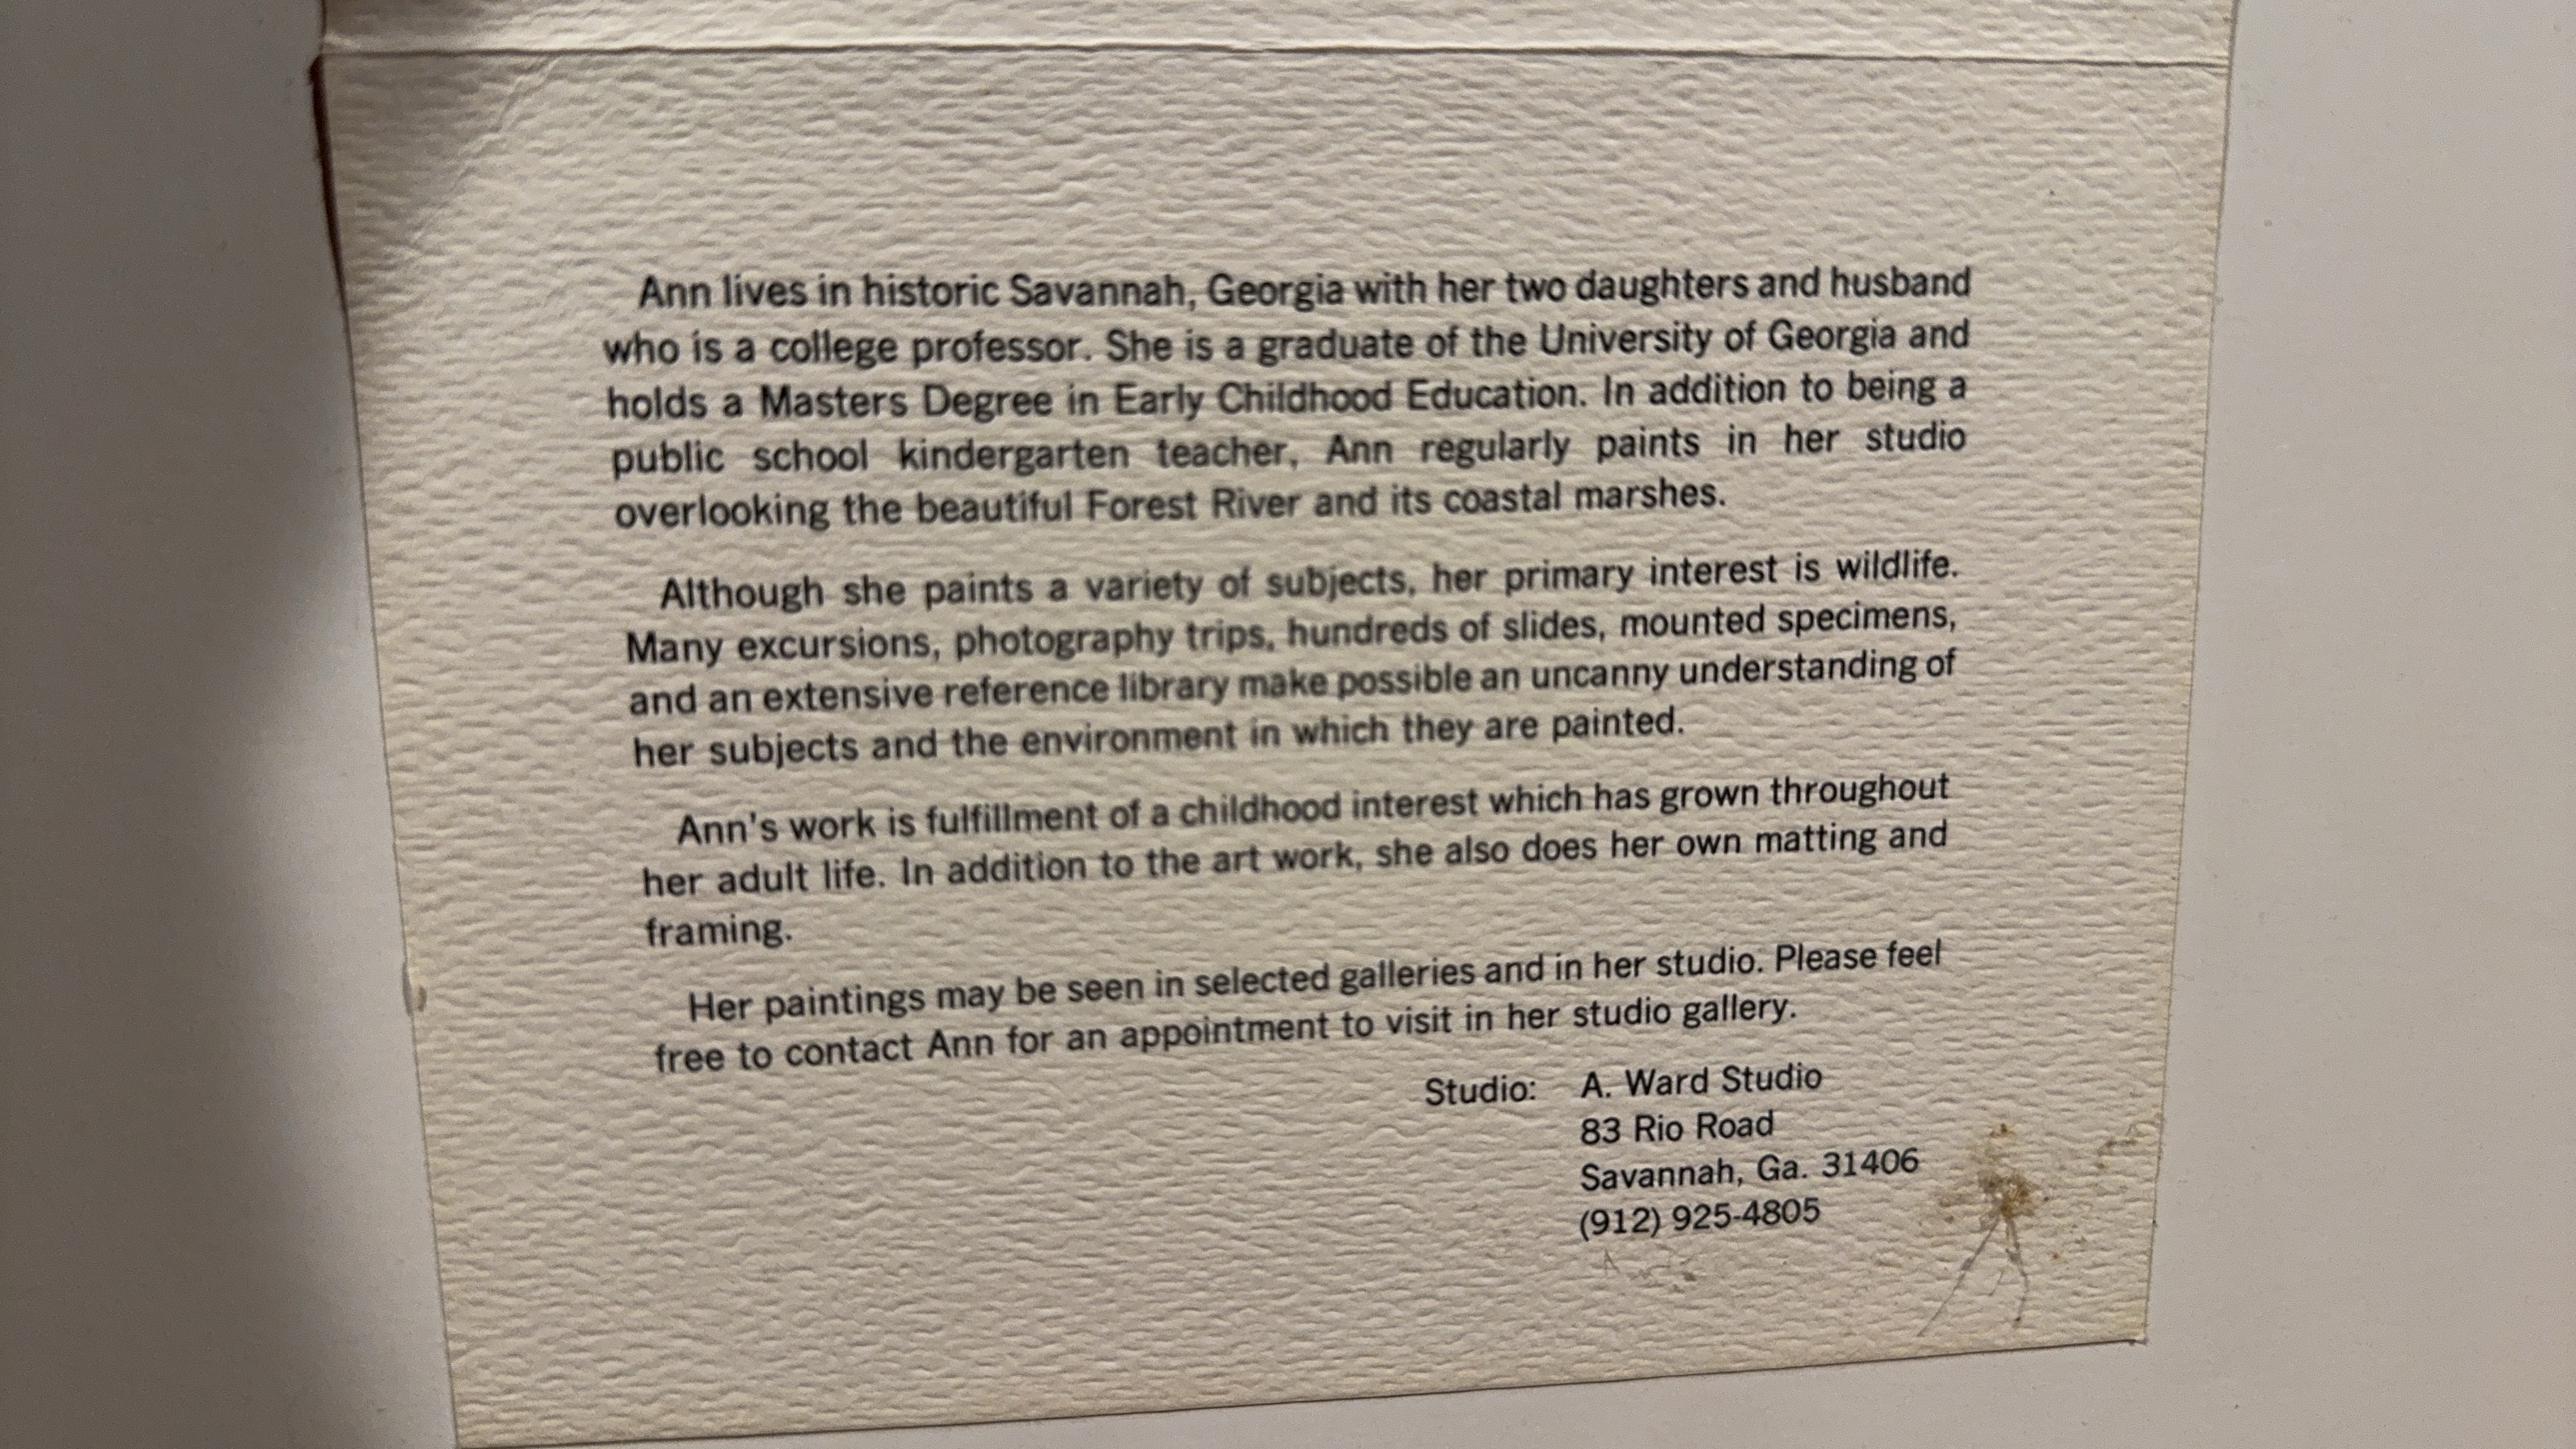 Ann lives in historic Savannah, Georgia with her two daughters and husband
who is a college professor. She is a graduate of the University of Georgia and
holds a Masters Degree in Early Childhood Education. In addition to being a
public school kindergarten teacher, Ann regularly paints in her studio
overlooking the beautiful Forest River and its coastal marshes.
Although she paints a variety of subjects, her primary interest is wildlife.
Many excursions, photography trips, hundreds of slides, mounted specimens,
and an extensive reference library make possible an uncanny understanding of
her subjects and the environment in which they are painted.
Ann's work is fulfillment of a childhood interest which has grown throughout
her adult life. In addition to the art work, she also does her own matting and
framing.
Her paintings may be seen in selected galleries and in her studio. Please feel
free to contact Ann for an appointment to visit in her studio gallery.
Studio: A. Ward Studio
83 Rio Road
Savannah, Ga. 31406
(912) 925-4805